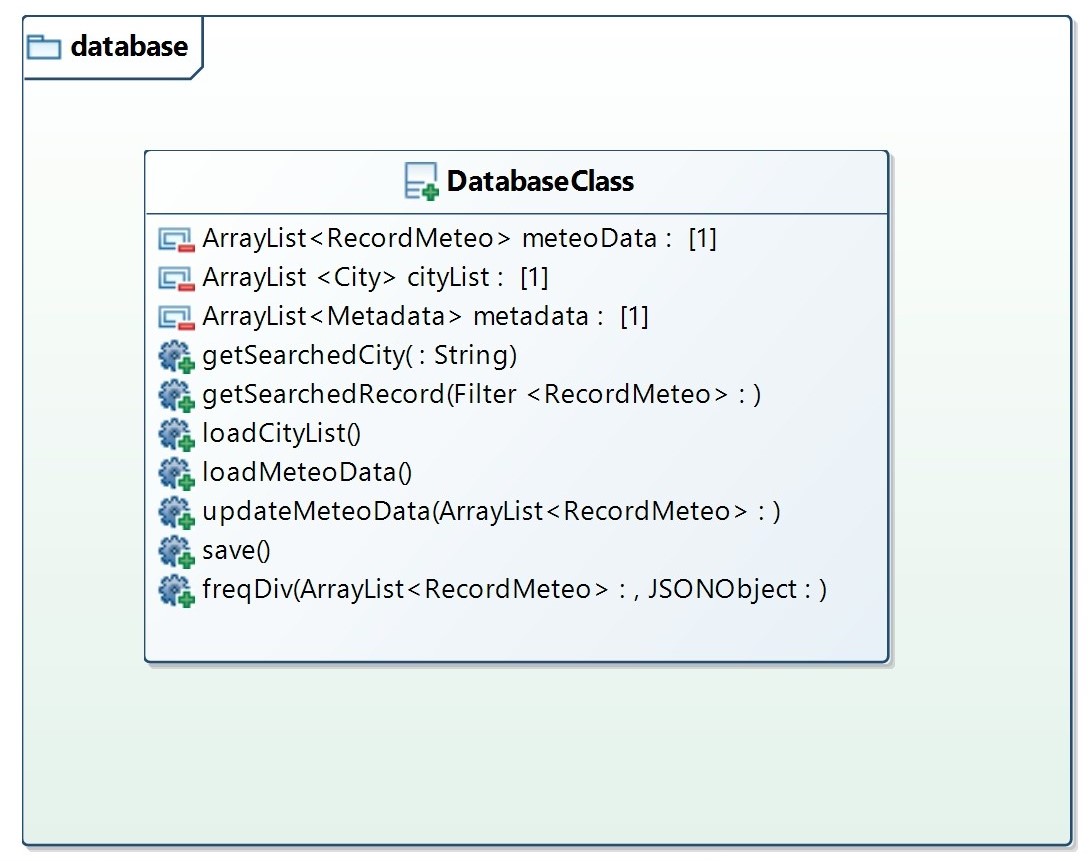 database
DatabaseClass
ArrayList<RecordMeteo> meteoData : [1]
ArrayList <City> cityList : [1]
ArrayList<Metadata> metadata : [1]
getSearchedCity( : String)
getSearchedRecord(Filter <RecordMeteo> : )
loadCityList()
loadMeteoData()
updateMeteoData(ArrayList<RecordMeteo> : )
save()
freqDiv(ArrayList<RecordMeteo> : , JSONObject : )